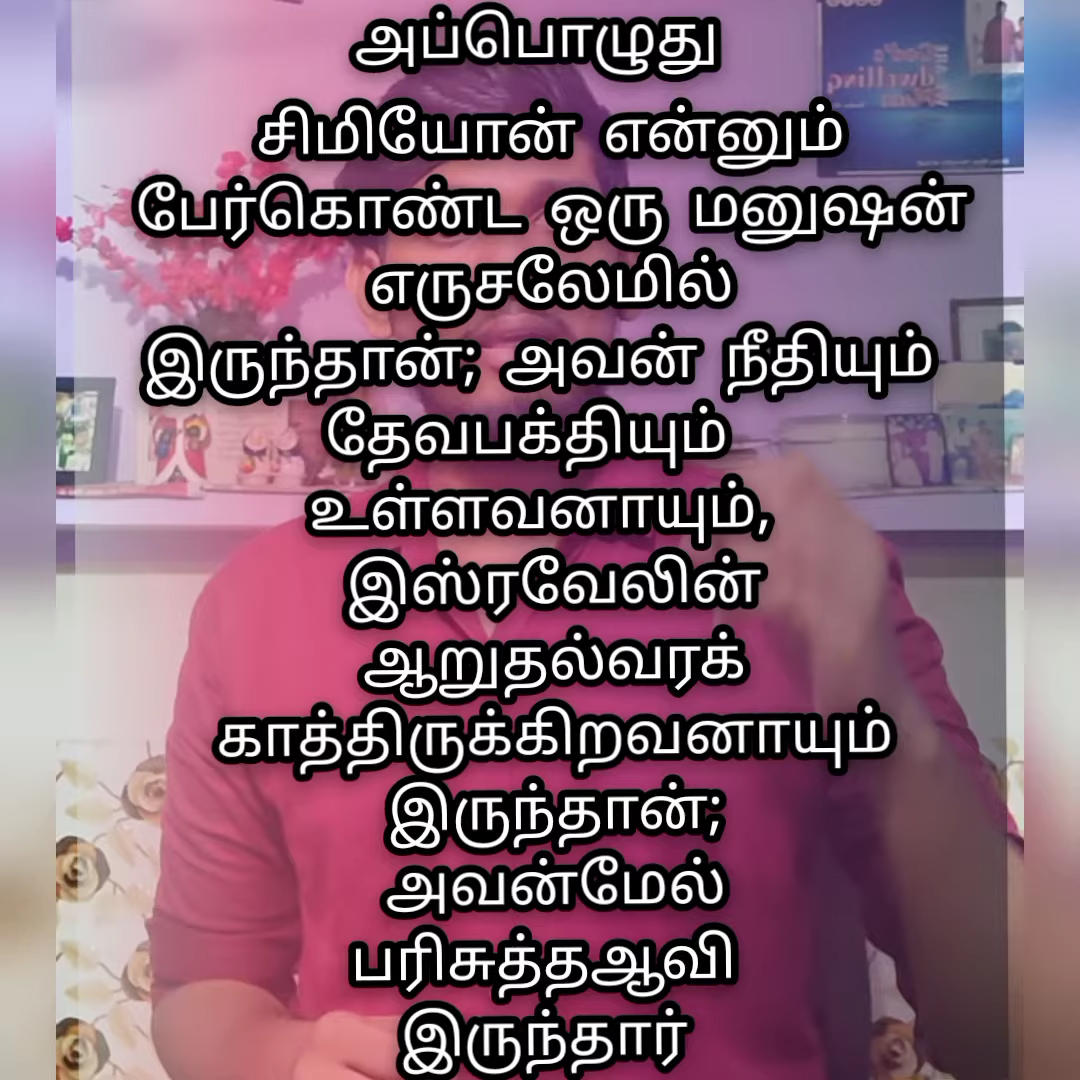 அப்பொழுது
சிமியோன் என்னும்
பேர்கொண்ட ஒரு மனுஷன்
எருசலேமில்
இருந்தான்; அவன் நீதியும்
தேவபக்தியும்
உள்ளவனாயும்,
இஸ்ரவேலின்
ஆறுதல்வரக்
காத்திருக்கிறவனாயும்
இருந்தான்;
அவன்மேல்
பரிசுத்தஆவி
இருந்தார்